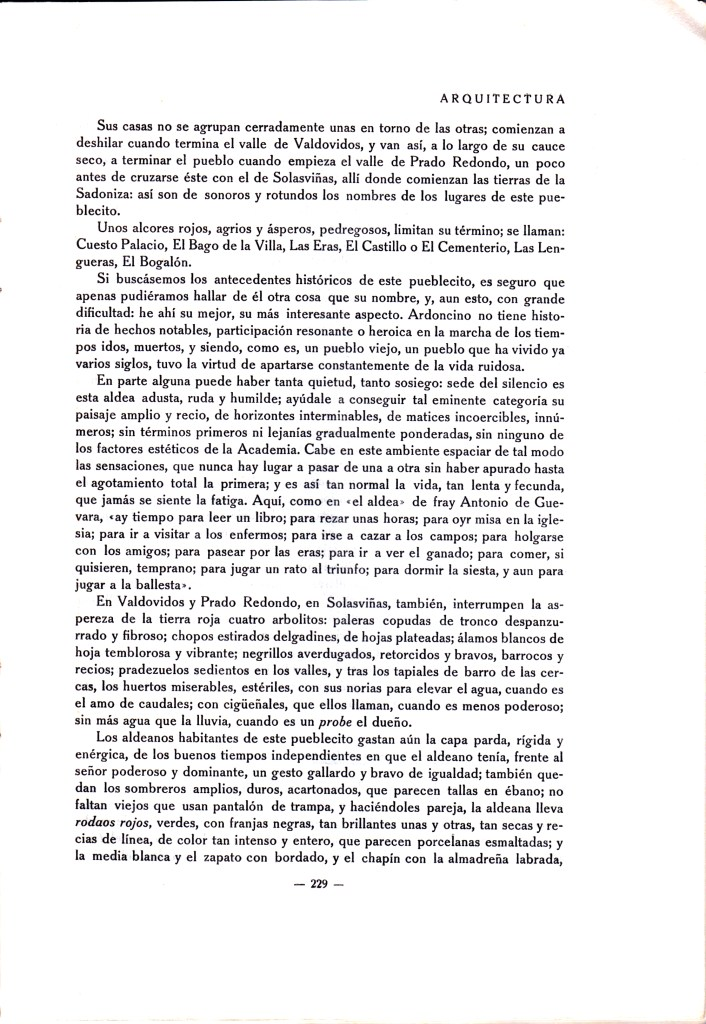 ARQUITECTURA
Sus casas no se agrupan cerradamente unas en torno de las otras; comienzan a
deshilar cuando termina el valle de Valdovidos, y van así, a lo largo de su cauce
seco, a terminar el pueblo cuando empieza el valle de Prado Redondo, un poco
antes de cruzarse éste con el de Solasviñas, allí donde comienzan las tierras de la
Sadoniza: así son de sonoros y rotundos los nombres de los lugares de este pue-
blecito.
Unos alcores rojos, agrios y ásperos, pedregosos, limitan su término; se llaman:
Cuesto Palacio, El Bago de la Villa, Las Eras, El Castillo o El Cementerio, Las Len-
gueras, El Bogalón.
Si buscásemos los antecedentes históricos de este pueblecito, es seguro que
apenas pudiéramos hallar de él otra cosa que su nombre, y, aun esto, con grande
dificultad: he ahí su mejor, su más interesante aspecto. Ardoncino no tiene histo-
ria de hechos notables, participación resonante o heroica en la marcha de los tiem-
pos idos, muertos, y siendo, como es, un pueblo viejo, un pueblo que ha vivido ya
varios siglos, tuvo la virtud de apartarse constantemente de la vida ruidosa.
En parte alguna puede haber tanta quietud, tanto sosiego: sede del silencio es
esta aldea adusta, ruda y humilde; ayúdale a conseguir tal eminente categoría su
paisaje amplio y recio, de horizontes interminables, de matices incoercibles, innú-
meros; sin términos primeros ni lejanías gradualmente ponderadas, sin ninguno de
los factores estéticos de la Academia. Cabe en este ambiente espaciar de tal modo
las sensaciones, que nunca hay lugar a pasar de una a otra sin haber apurado hasta
el agotamiento total la primera; y es así tan normal la vida, tan lenta y fecunda,
que jamás se siente la fatiga. Aquí, como en «el aldea» de fray Antonio de Gue-
vara, «ay tiempo para leer un libro; para rezar unas horas; para oyr misa en la igle-
sia; para ir a visitar a los enfermos; para irse a cazar a los campos; para holgarse
con los amigos; para pasear por las eras; para ir a ver el ganado; para comer, si
quisieren, temprano; para jugar un rato al triunfo; para dormir la siesta, y aun para
jugar a la ballesta».
En Valdovidos y Prado Redondo, en Solasviñas, también, interrumpen la as-
pereza de la tierra roja cuatro arbolitos: paleras copudas de tronco despanzu-
rrado y fibroso; chopos estirados delgadines, de hojas plateadas; álamos blancos de
hoja temblorosa y vibrante; negrillos averdugados, retorcidos y bravos, barrocos y
recios; pradezuelos sedientos en los valles, y tras los tapiales de barro de las cer-
cas, los huertos miserables, estériles, con sus norias para elevar el agua, cuando es
el amo de caudales; con cigüeñales, que ellos llaman, cuando es menos poderoso;
sin más agua que la lluvia, cuando es un probe el dueño.
Los aldeanos habitantes de este pueblecito gastan aún la capa parda, rígida y
enérgica, de los buenos tiempos independientes en que el aldeano tenía, frente al
señor poderoso y dominante, un gesto gallardo y bravo de igualdad; también que-
dan los sombreros amplios, duros, acartonados, que parecen tallas en ébano; no
faltan viejos que usan pantalón de trampa, y haciéndoles pareja, la aldeana lleva
rodaos rojos, verdes, con franjas negras, tan brillantes unas y otras, tan secas y re-
cias de línea, de color tan intenso y entero, que parecen porcelanas esmaltadas; y
la media blanca y el zapato con bordado, y el chapín con la almadreña labrada,
— 229 —